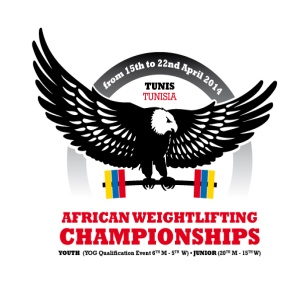 from 15th to 22nd April 2014
TUNIS
TUNISIA
AFRICAN WEIGHTLIFTING
CHAMPIONSHIPS
YOUTH (YOG Qualification Event 6TH M - 5TH W) • JUNIOR (20TH M - 15TH W)